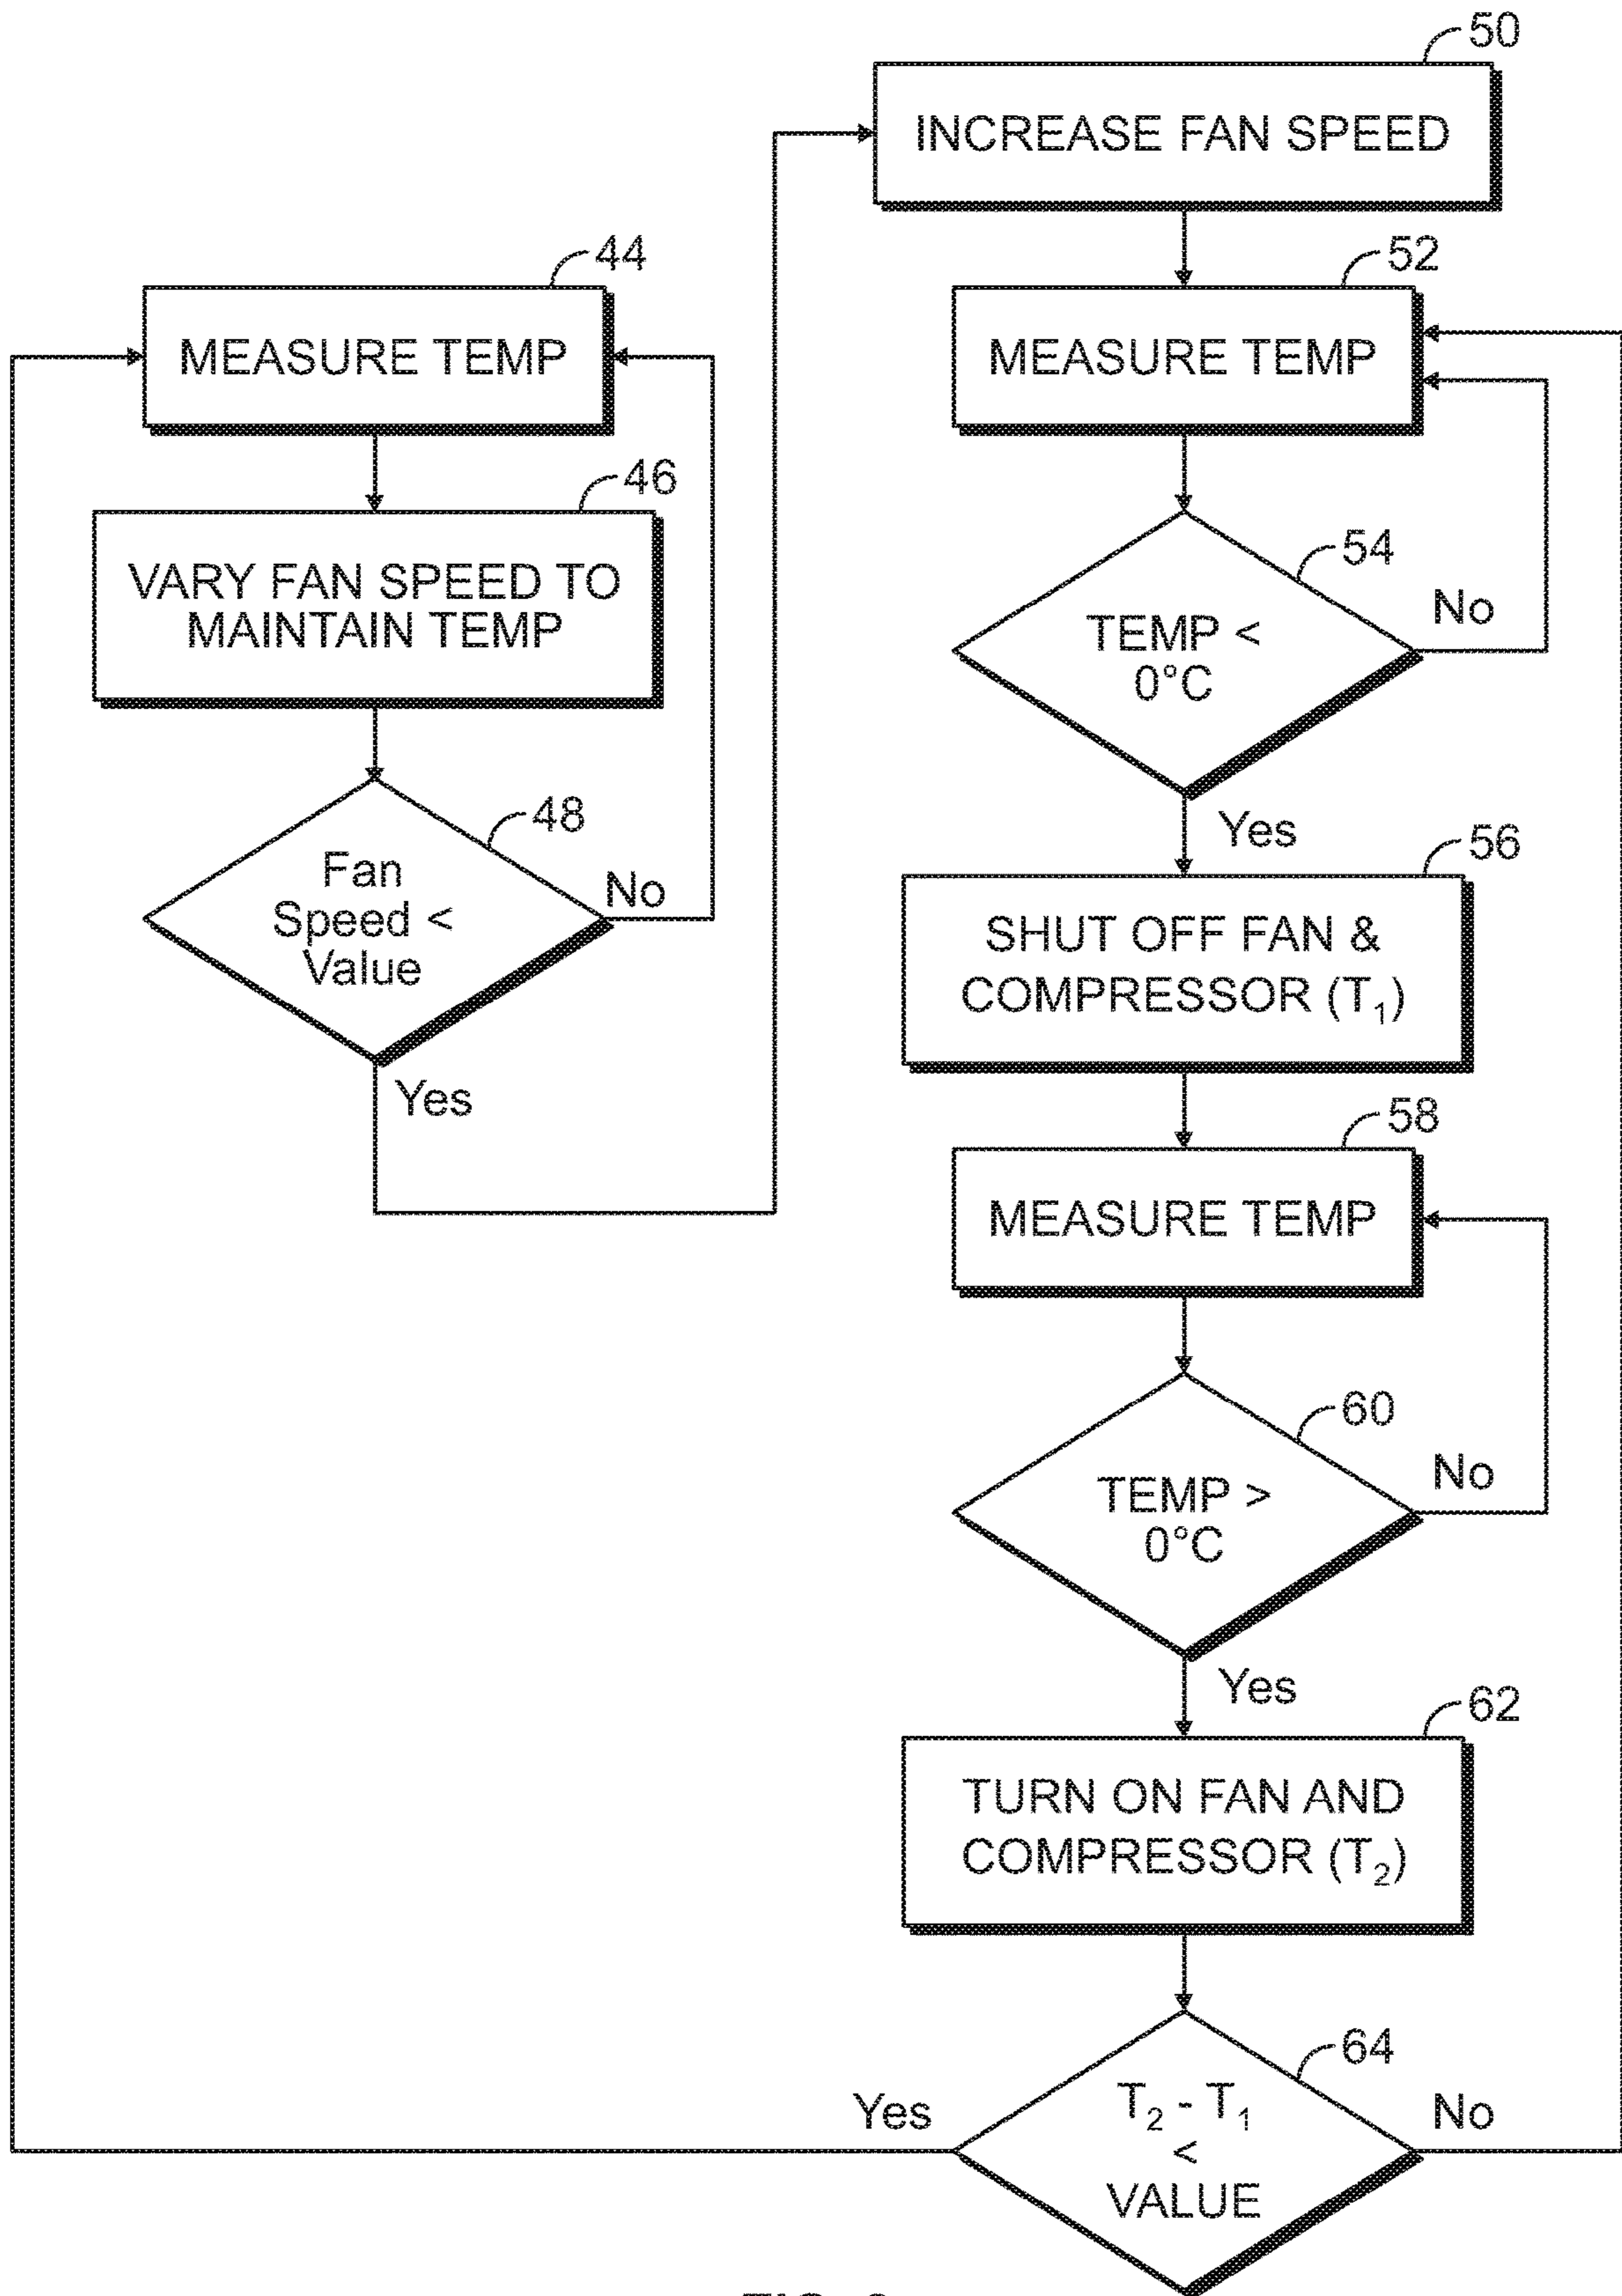 44
MEASURE TEMP
46
VARY FAN SPEED TO
MAINTAIN TEMP
48
Fan
Speed <
Value
No
Yes
50
INCREASE FAN SPEED
52
MEASURE TEMP
54
TEMP <
0°C
No
Yes
56
SHUT OFF FAN &
COMPRESSOR (T₁)
58
MEASURE TEMP
60
TEMP >
0°C
No
Yes
62
TURN ON FAN AND
COMPRESSOR (T₂)
64
T₂ - T₁
<
VALUE
Yes
No